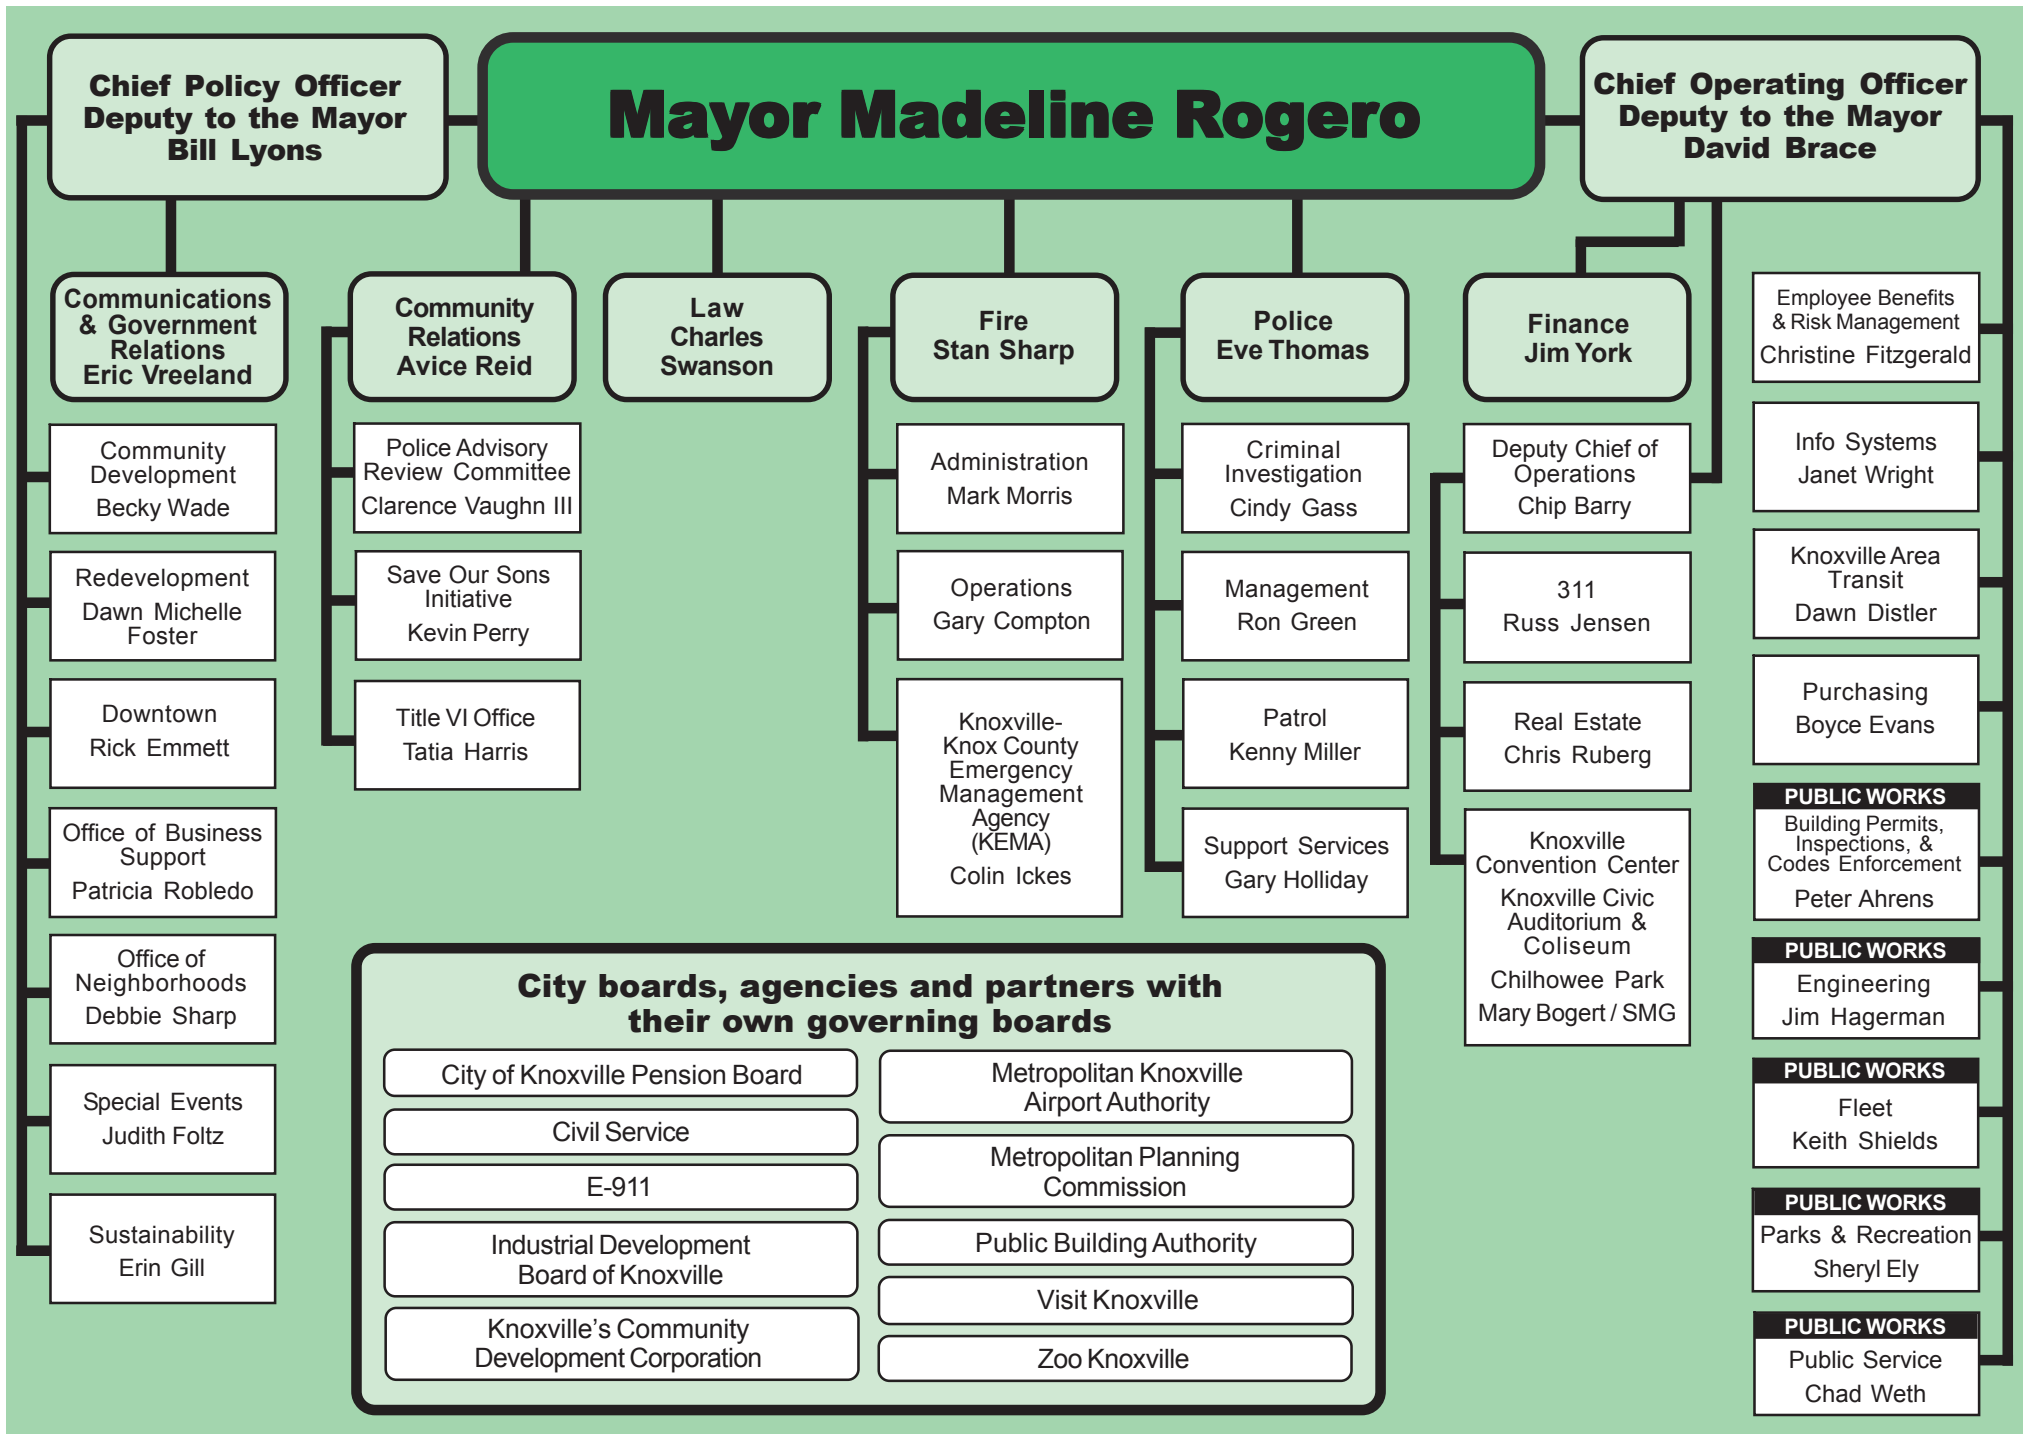 Chief Policy Officer
Deputy to the Mayor
Bill Lyons
Mayor Madeline Rogero
Chief Operating Officer
Deputy to the Mayor
David Brace
Communications
& Government
Relations
Eric Vreeland
Community
Development
Becky Wade
Redevelopment
Dawn Michelle
Foster
Downtown
Rick Emmett
Office of Business
Support
Patricia Robledo
Office of
Neighborhoods
Debbie Sharp
Special Events
Judith Foltz
Sustainability
Erin Gill
Community
Relations
Avice Reid
Police Advisory
Review Committee
Clarence Vaughn III
Save Our Sons
Initiative
Kevin Perry
Title VI Office
Tatia Harris
Law
Charles
Swanson
Fire
Stan Sharp
Administration
Mark Morris
Operations
Gary Compton
Knoxville-
Knox County
Emergency
Management
Agency
(KEMA)
Colin Ickes
Police
Eve Thomas
Criminal
Investigation
Cindy Gass
Management
Ron Green
Patrol
Kenny Miller
Support Services
Gary Holliday
Finance
Jim York
Deputy Chief of
Operations
Chip Barry
311
Russ Jensen
Real Estate
Chris Ruberg
Knoxville
Convention Center
Knoxville Civic
Auditorium &
Coliseum
Chilhowee Park
Mary Bogert / SMG
Employee Benefits
& Risk Management
Christine Fitzgerald
Info Systems
Janet Wright
Knoxville Area
Transit
Dawn Distler
Purchasing
Boyce Evans
PUBLIC WORKS
Building Permits,
Inspections, &
Codes Enforcement
Peter Ahrens
PUBLIC WORKS
Engineering
Jim Hagerman
PUBLIC WORKS
Fleet
Keith Shields
PUBLIC WORKS
Parks & Recreation
Sheryl Ely
PUBLIC WORKS
Public Service
Chad Weth
City boards, agencies and partners with
their own governing boards
City of Knoxville Pension Board
Civil Service
E-911
Industrial Development
Board of Knoxville
Knoxville's Community
Development Corporation
Metropolitan Knoxville
Airport Authority
Metropolitan Planning
Commission
Public Building Authority
Visit Knoxville
Zoo Knoxville